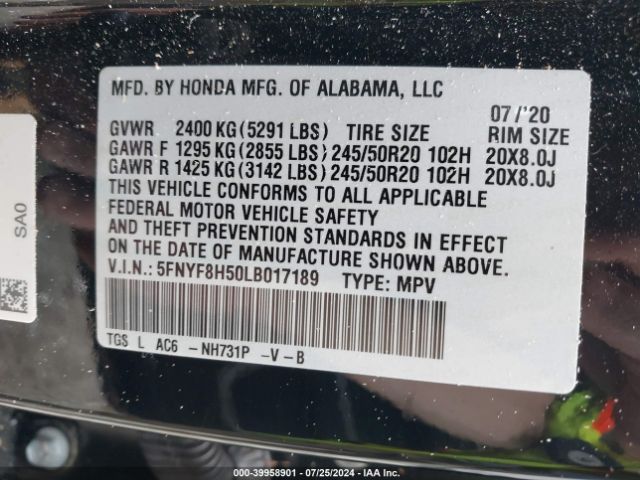 MFD. BY HONDA MFG. OF ALABAMA, LLC
07/'20
GVWR 2400 KG(5291 LBS) TIRE SIZE RIM SIZE
GAWR F 1295 KG(2855 LBS)245/50R20 102H 20X8.0J
GAWR R 1425 KG(3142 LBS)245/50R20 102H 20X8.0J
THIS VEHICLE CONFORMS TO ALL APPLICABLE
FEDERAL MOTOR VEHICLE SAFETY
AND THEFT PREVENTION STANDARDS IN EFFECT
ON THE DATE OF MANUFACTURE SHOWN ABOVE.
V.I.N.: 5FNYF8H50LB017189 TYPE: MPV
TGS L AC6 -NH731P -V-B
SA0
000-39958901 - 07/25/2024 - IAA Inc.